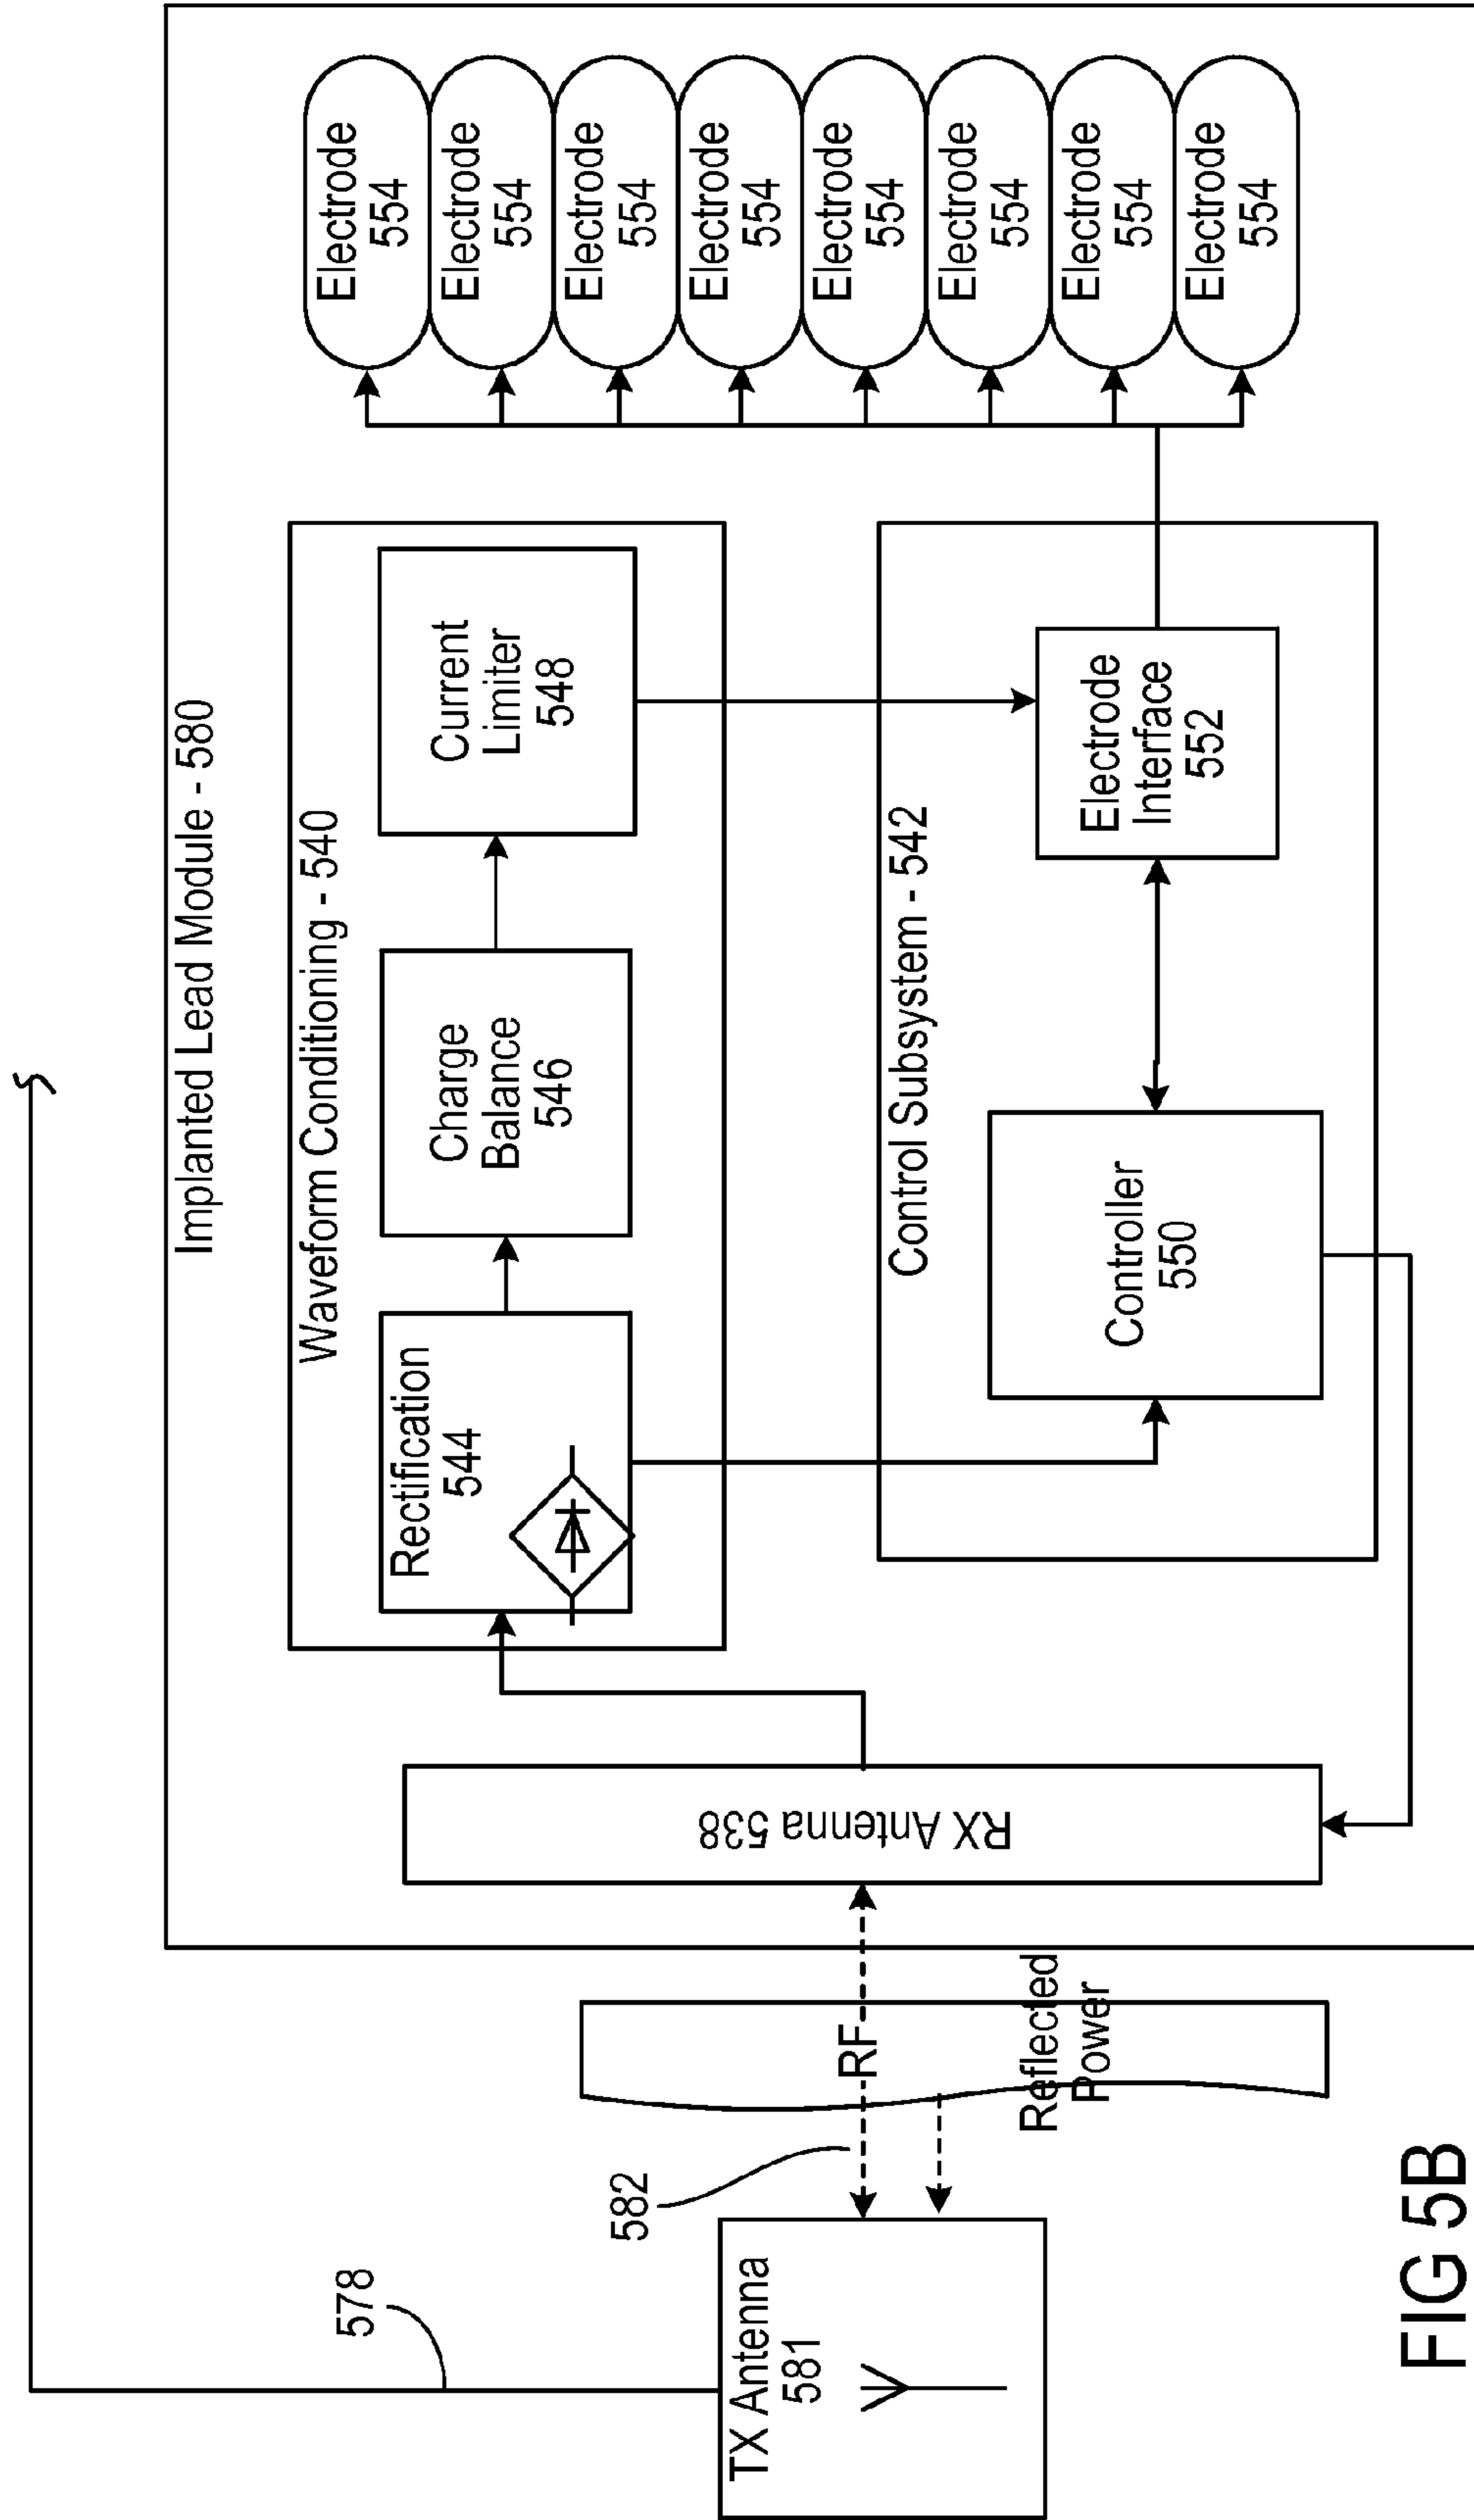 Implanted Lead Module - 580
Waveform Conditioning - 540
Rectification
544
Charge
Balance
546
Current
Limiter
548
Control Subsystem - 542
Controller
550
Electrode
Interface
552
Electrode
554
Electrode
554
Electrode
554
Electrode
554
Electrode
554
Electrode
554
Electrode
554
Electrode
554
RX Antenna 538
RF
Reflected
Power
582
578
TX Antenna
581
FIG 5B